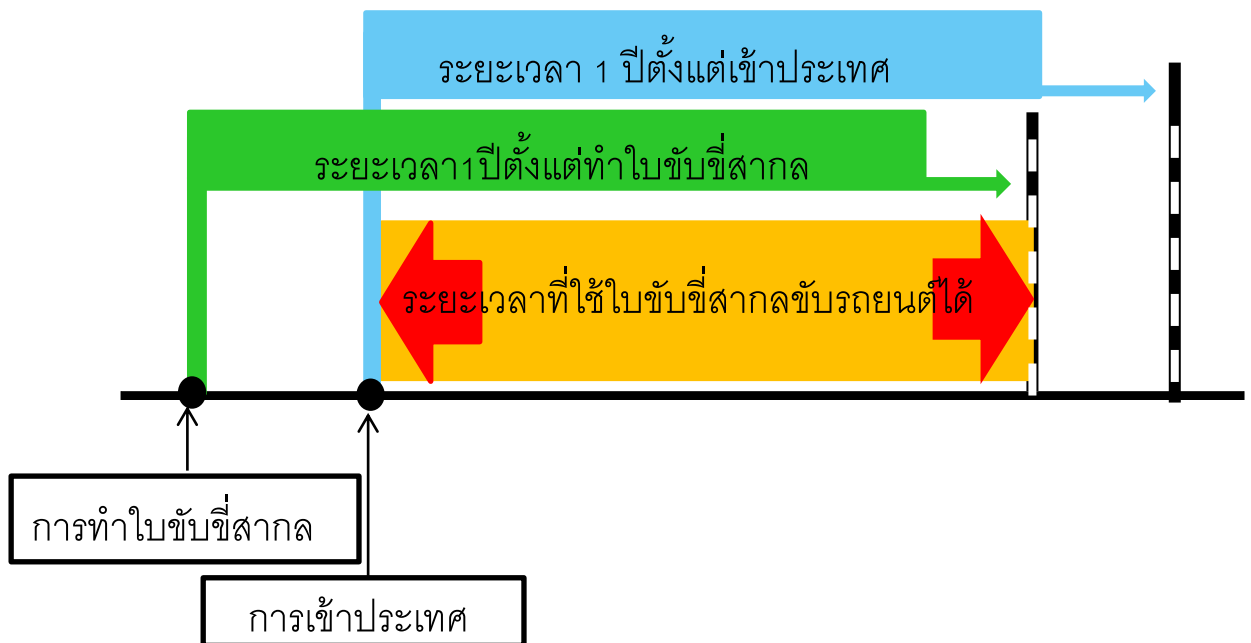 ระยะเวลา 1 ปีตั้งแต่เข้าประเทศ
ระยะเวลา1ปีตั้งแต่ทำใบขับขี่สากล
ระยะเวลาที่ใช้ใบขับขี่สากลขับรถยนต์ได้
การทำใบขับขี่สากล
การเข้าประเทศ